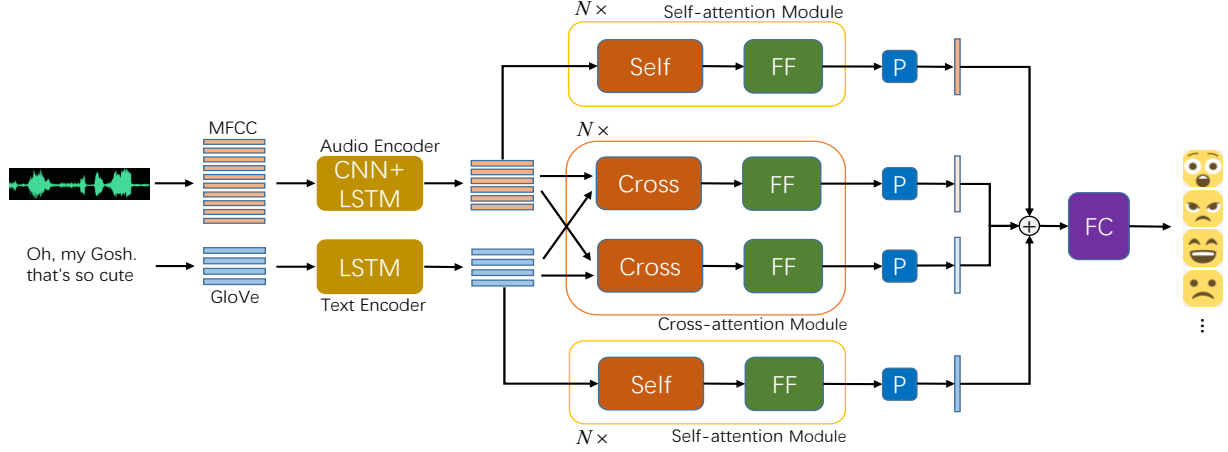 N ×
Self-attention Module
Self
FF
P
MFCC
Audio Encoder
CNN+
LSTM
N ×
Cross
FF
P
Oh, my Gosh.
that's so cute
GloVe
LSTM
Text Encoder
Cross
FF
P
Cross-attention Module
+
FC
...
Self
FF
P
N ×
Self-attention Module